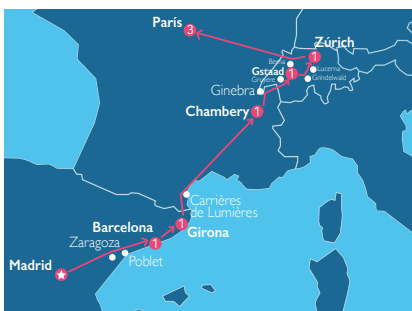 París
3
Berna
Zúrich
1
Gstaad
1
Lucerna
Gruyere
Grindelwald
Ginebra
Chambery
1
Carrières
de Lumières
Barcelona
1
1
Girona
Zaragoza
Poblet
Madrid